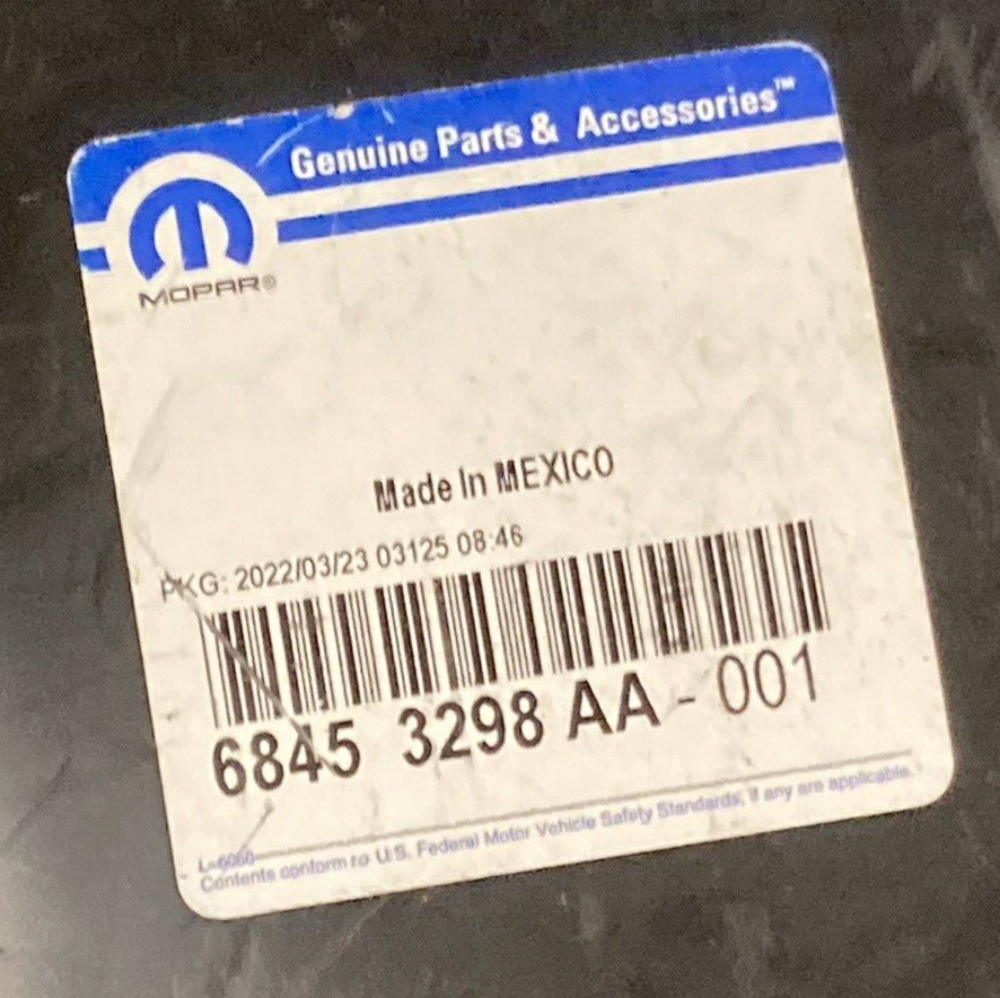 Genuine Parts & Accessories™
MOPAR®
Made In MEXICO
PKG: 2022/03/23 03125 08:46
6845 3298 AA - 001
L-6060
Contents conform to U.S. Federal Motor Vehicle Safety Standards, if any are applicable.